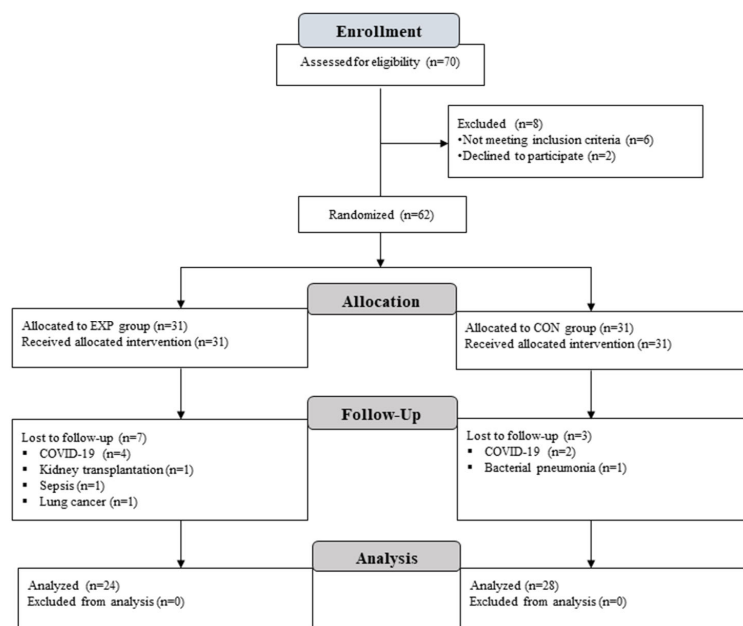 Enrollment
Assessed for eligibility (n=70)
Excluded (n=8)
•Not meeting inclusion criteria (n=6)
•Declined to participate (n=2)
Randomized (n=62)
Allocation
Allocated to EXP group (n=31)
Received allocated intervention (n=31)
Allocated to CON group (n=31)
Received allocated intervention (n=31)
Follow-Up
Lost to follow-up (n=7)
▪ COVID-19 (n=4)
▪ Kidney transplantation (n=1)
▪ Sepsis (n=1)
▪ Lung cancer (n=1)
Lost to follow-up (n=3)
▪ COVID-19 (n=2)
▪ Bacterial pneumonia (n=1)
Analysis
Analyzed (n=24)
Excluded from analysis (n=0)
Analyzed (n=28)
Excluded from analysis (n=0)